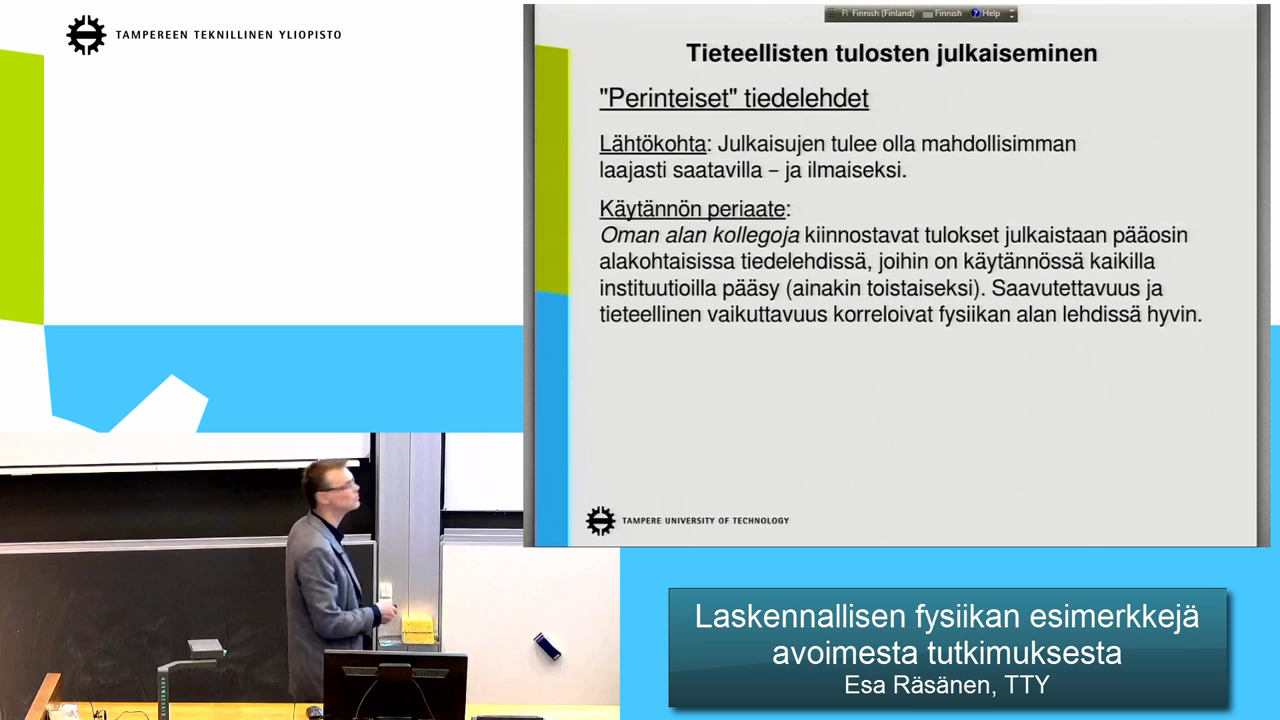 TAMPEREEN TEKNILLINEN YLIOPISTO
FI Finnish (Finland) Finnish Help
Tieteellisten tulosten julkaiseminen
"Perinteiset" tiedelehdet
Lähtökohta: Julkaisujen tulee olla mahdollisimman
laajasti saatavilla – ja ilmaiseksi.
Käytännön periaate:
Oman alan kollegoja kiinnostavat tulokset julkaistaan pääosin
alakohtaisissa tiedelehdissä, joihin on käytännössä kaikilla
instituutioilla pääsy (ainakin toistaiseksi). Saavutettavuus ja
tieteellinen vaikuttavuus korreloivat fysiikan alan lehdissä hyvin.
TAMPERE UNIVERSITY OF TECHNOLOGY
Laskennallisen fysiikan esimerkkejä
avoimesta tutkimuksesta
Esa Räsänen, TTY